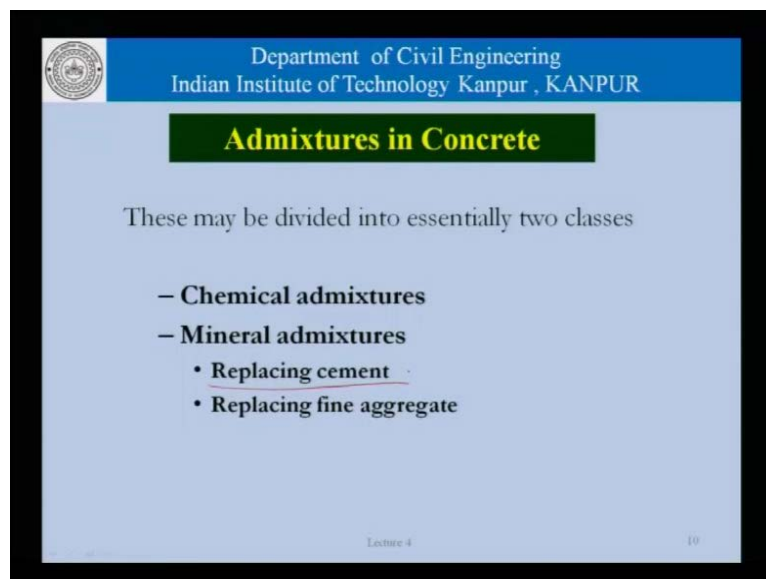 Department of Civil Engineering
Indian Institute of Technology Kanpur , KANPUR
Admixtures in Concrete
These may be divided into essentially two classes
– Chemical admixtures
– Mineral admixtures
• Replacing cement
• Replacing fine aggregate
Lecture 4
10